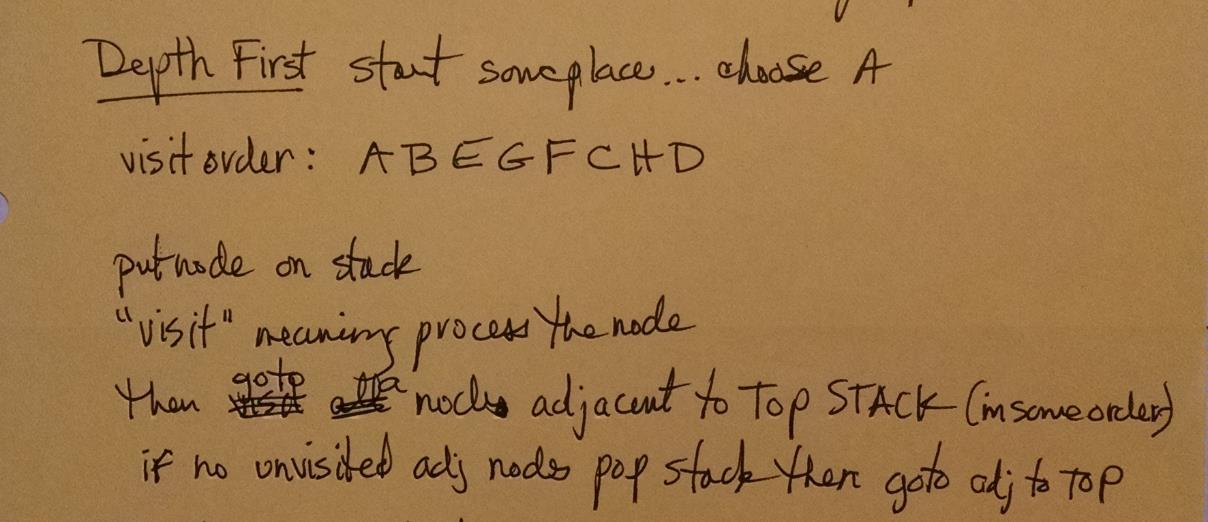 Depth First start someplace... choose A
visit order: A B E G F C H D
put node on stack
"visit" meaning process the node
then goto a node adjacent to TOP STACK (in some order)
if no unvisited adj nodes pop stack then goto adj to TOP